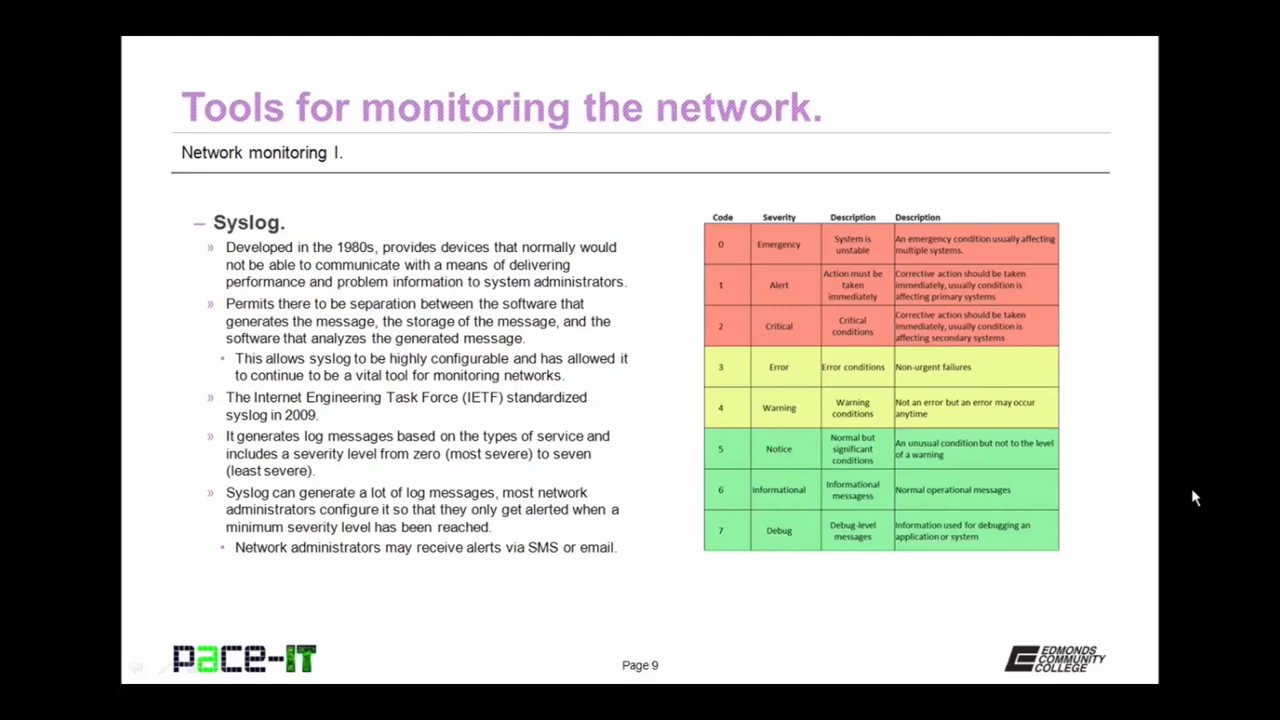 Tools for monitoring the network.
Network monitoring I.
– Syslog.
» Developed in the 1980s, provides devices that normally would
not be able to communicate with a means of delivering
performance and problem information to system administrators.
» Permits there to be separation between the software that
generates the message, the storage of the message, and the
software that analyzes the generated message.
• This allows syslog to be highly configurable and has allowed it
to continue to be a vital tool for monitoring networks.
» The Internet Engineering Task Force (IETF) standardized
syslog in 2009.
» It generates log messages based on the types of service and
includes a severity level from zero (most severe) to seven
(least severe).
» Syslog can generate a lot of log messages, most network
administrators configure it so that they only get alerted when a
minimum severity level has been reached.
• Network administrators may receive alerts via SMS or email.
Code Severity Description Description
0 Emergency System is unstable An emergency condition usually affecting multiple systems.
1 Alert Action must be taken immediately Corrective action should be taken immediately, usually condition is affecting primary systems
2 Critical Critical conditions Corrective action should be taken immediately, usually condition is affecting secondary systems
3 Error Error conditions Non-urgent failures
4 Warning Warning conditions Not an error but an error may occur anytime
5 Notice Normal but significant conditions An unusual condition but not to the level of a warning
6 Informational Informational messagess Normal operational messages
7 Debug Debug-level messages Information used for debugging an application or system
pace-IT
Page 9
EDMONDS
COMMUNITY
COLLEGE